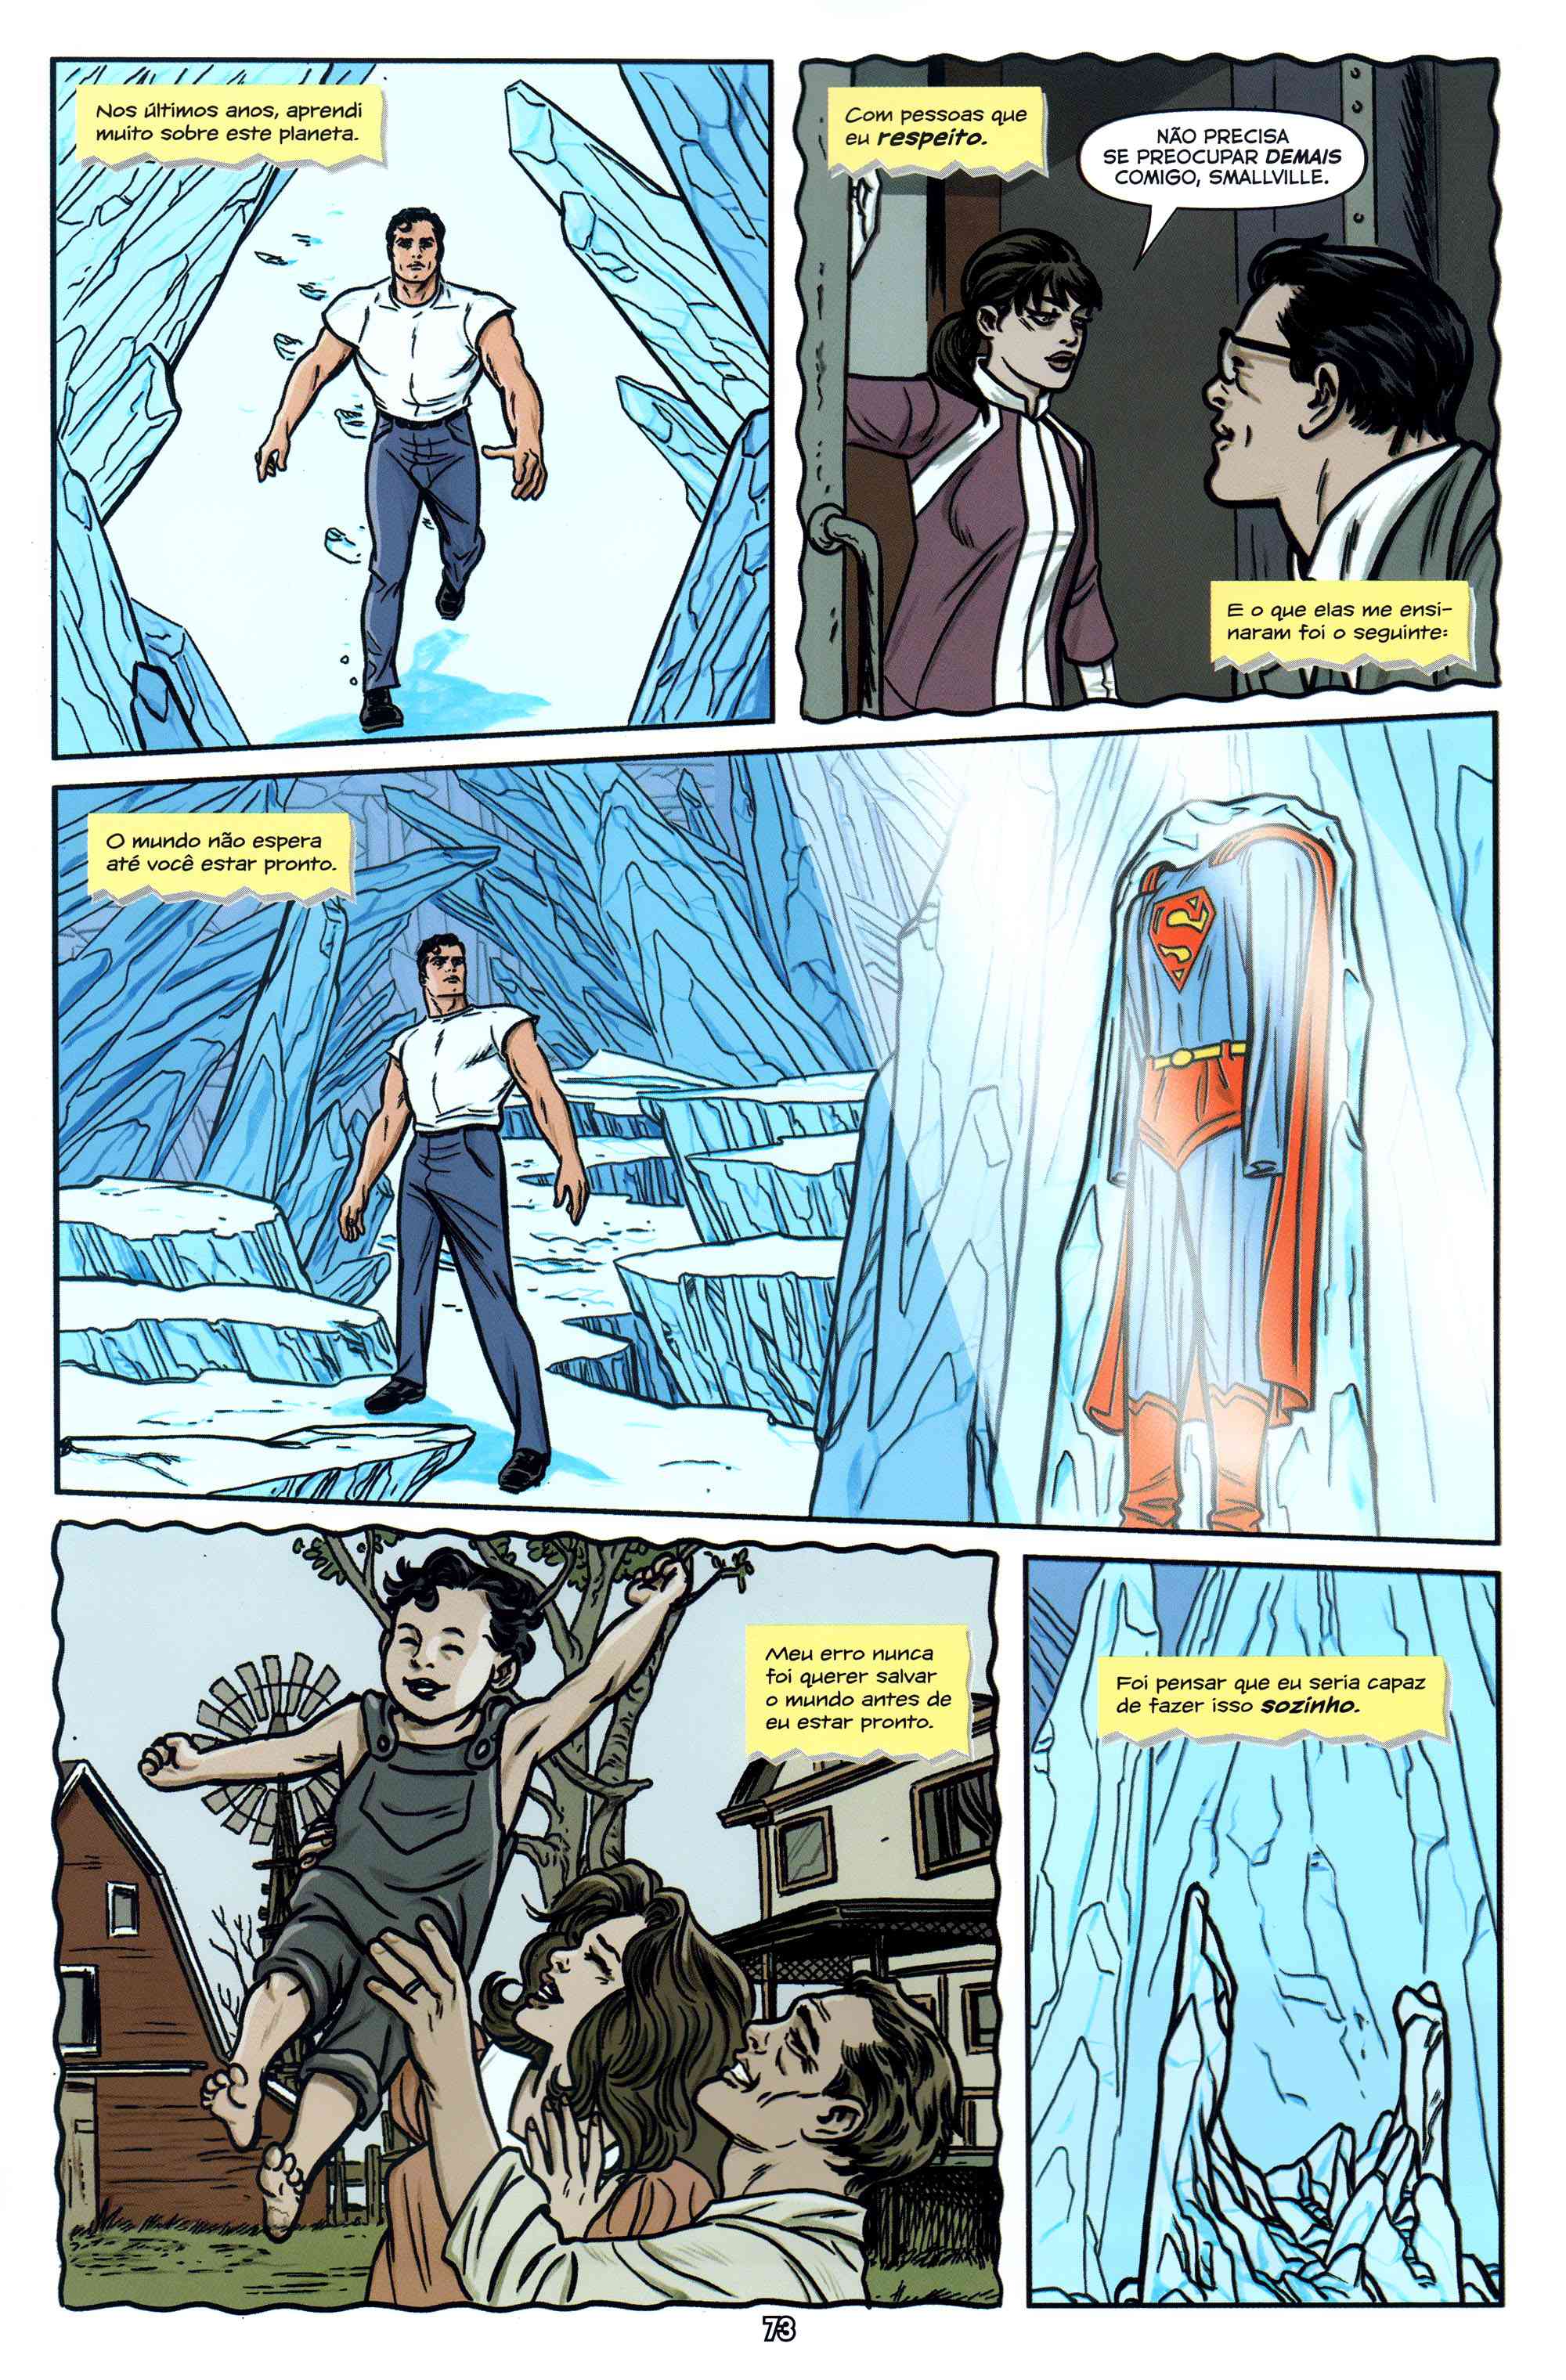 Nos últimos anos, aprendi
muito sobre este planeta.
Com pessoas que
eu respeito.
NÃO PRECISA
SE PREOCUPAR DEMAIS
COMIGO, SMALLVILLE.
E o que elas me ensi-
naram foi o seguinte:
O mundo não espera
até você estar pronto.
S
Meu erro nunca
foi querer salvar
o mundo antes de
eu estar pronto.
Foi pensar que eu seria capaz
de fazer isso sozinho.
73